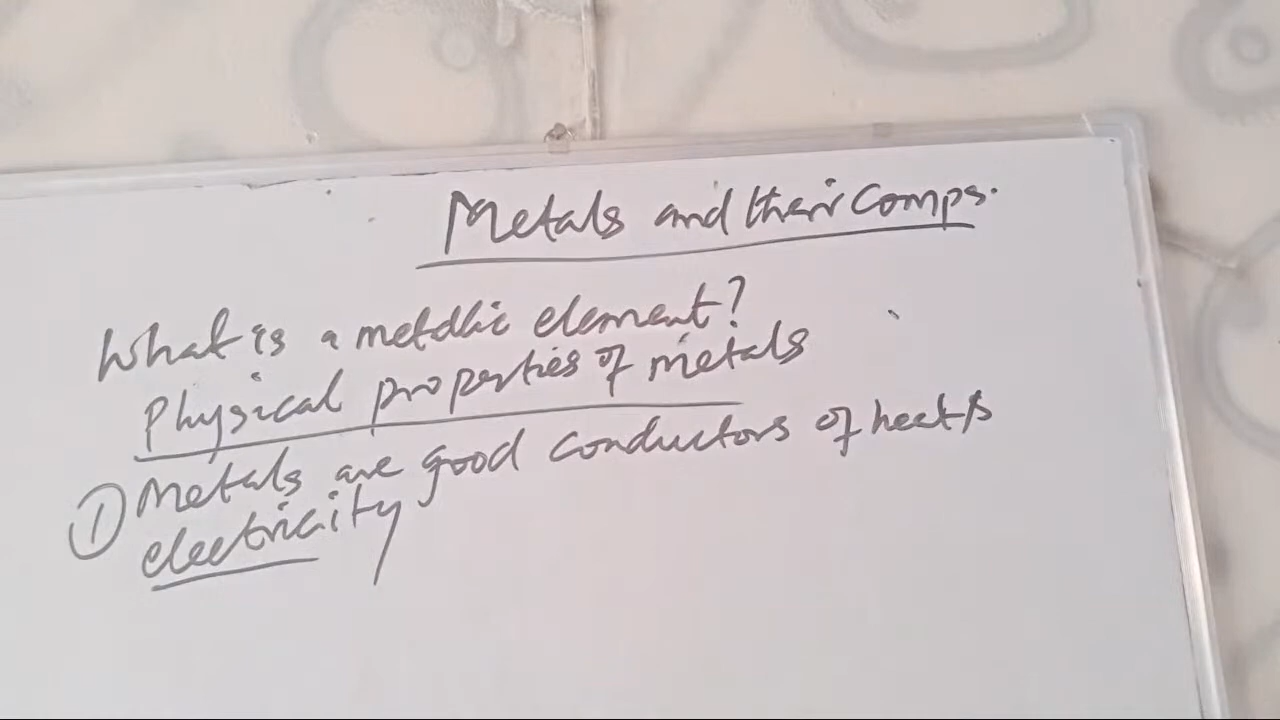 Metals and their Comps.
What is a metallic element?
Physical properties of metals
① Metals are good conductors of heat &
electricity